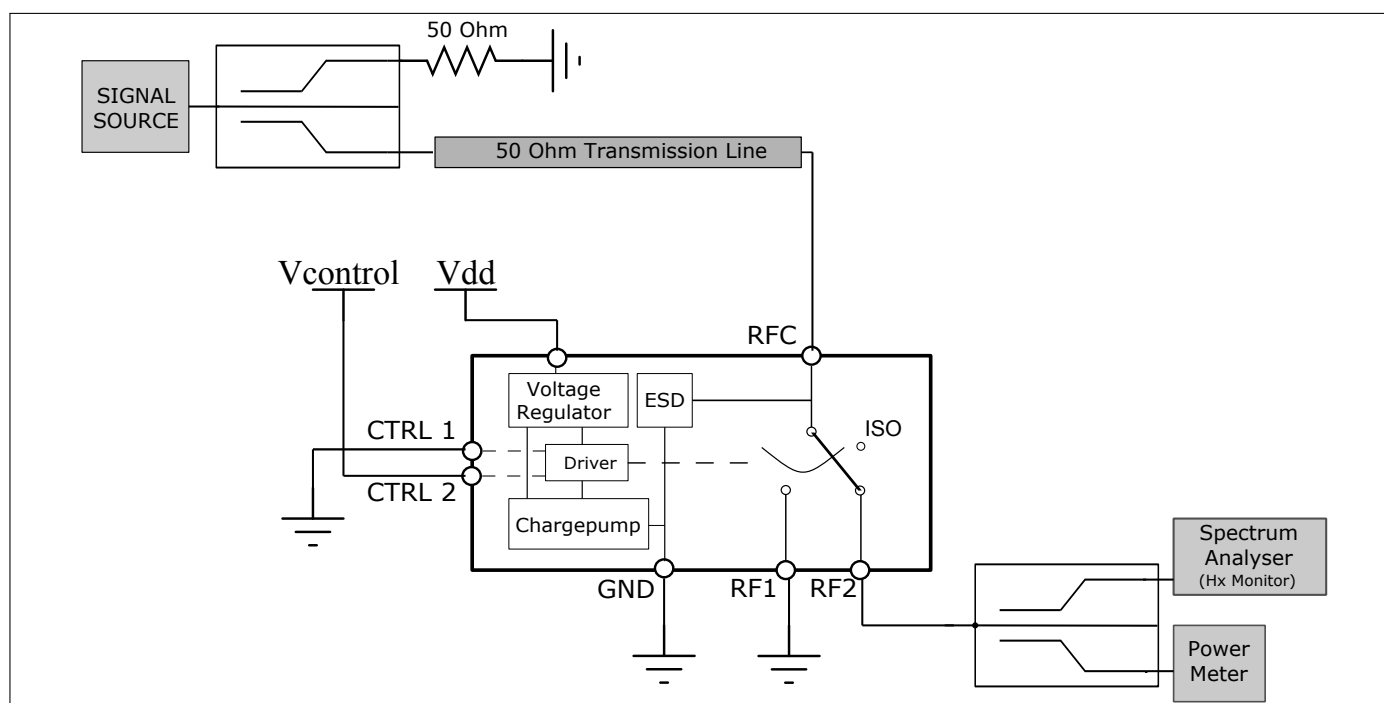 50 Ohm
SIGNAL
SOURCE
50 Ohm Transmission Line
Vcontrol
Vdd
RFC
Voltage
Regulator
ESD
ISO
CTRL 1
Driver
CTRL 2
Chargepump
GND
RF1
RF2
Spectrum
Analyser
(Hx Monitor)
Power
Meter